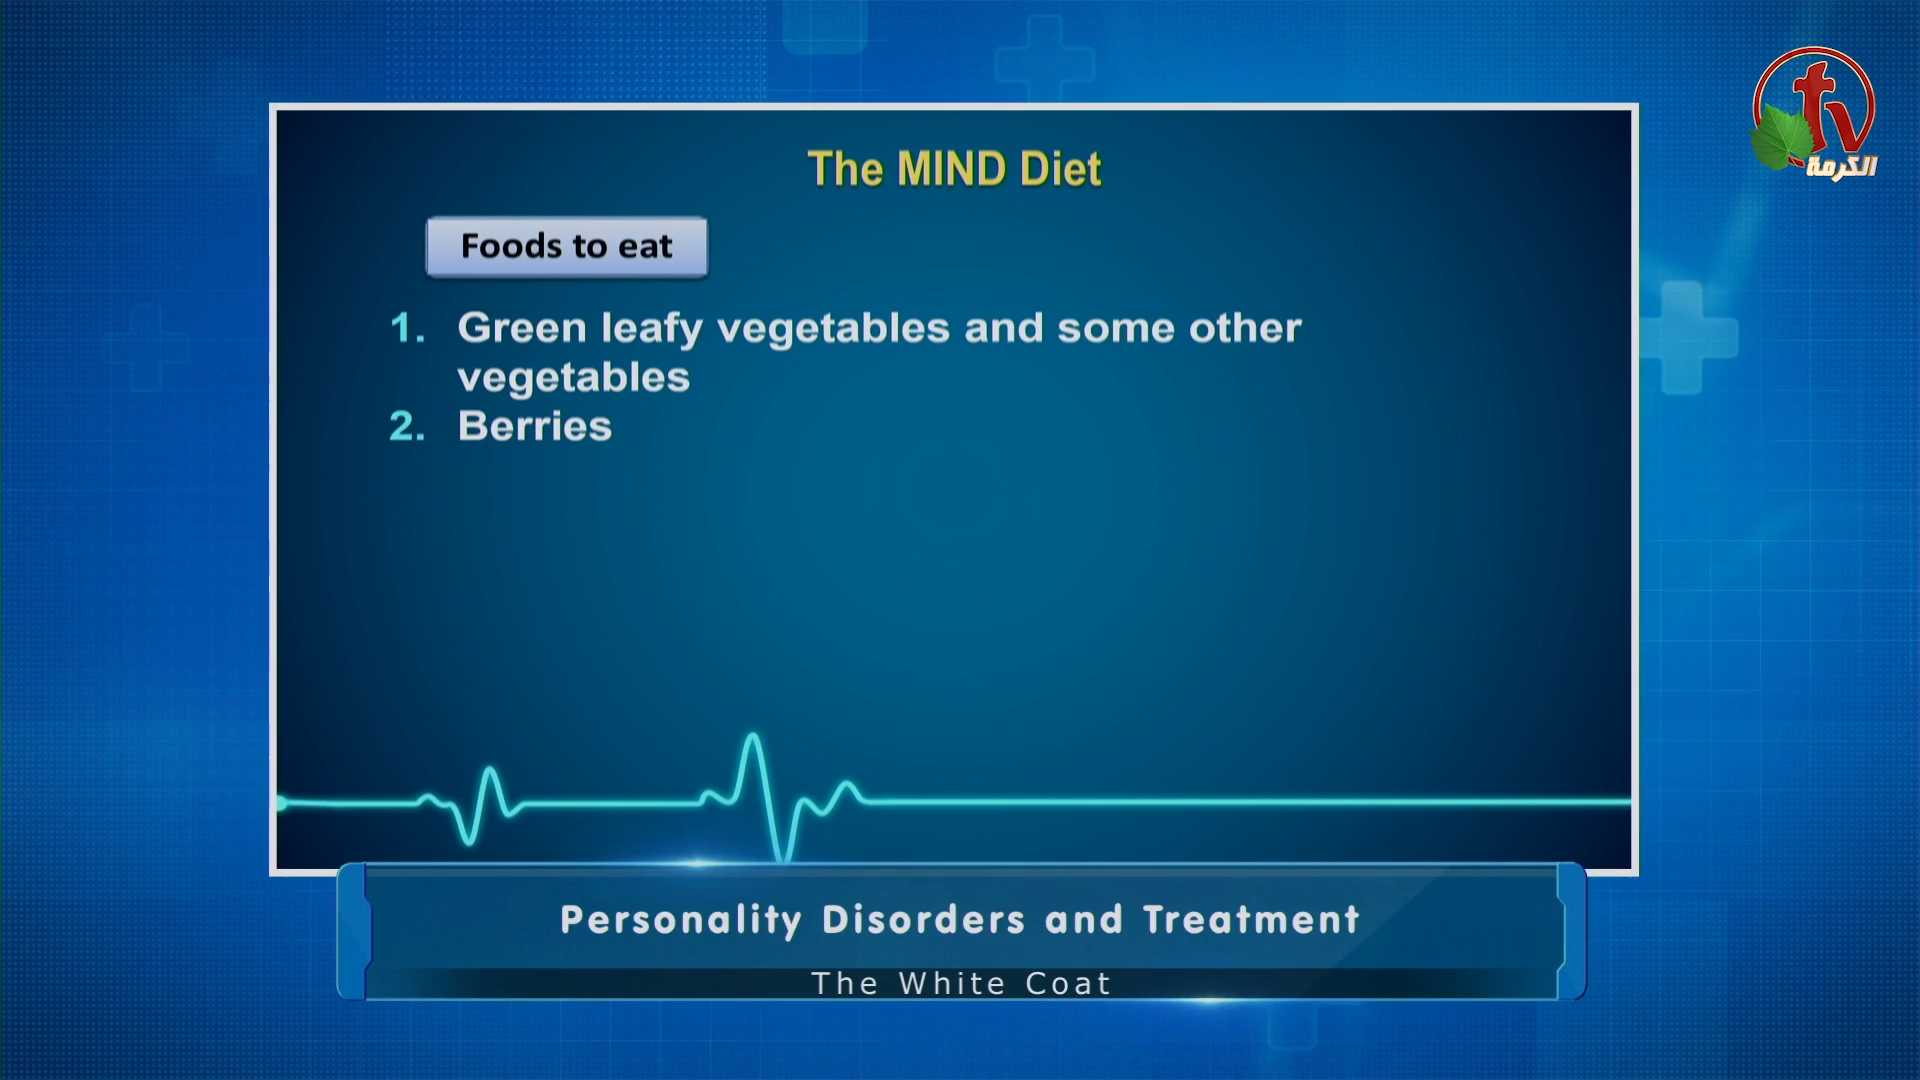 tv
الكرمة
The MIND Diet
Foods to eat
1. Green leafy vegetables and some other
vegetables
2. Berries
Personality Disorders and Treatment
The White Coat